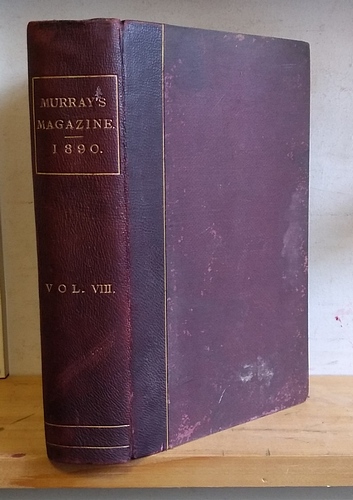 MURRAY'S
MAGAZINE.
1890.
VOL. VIII.